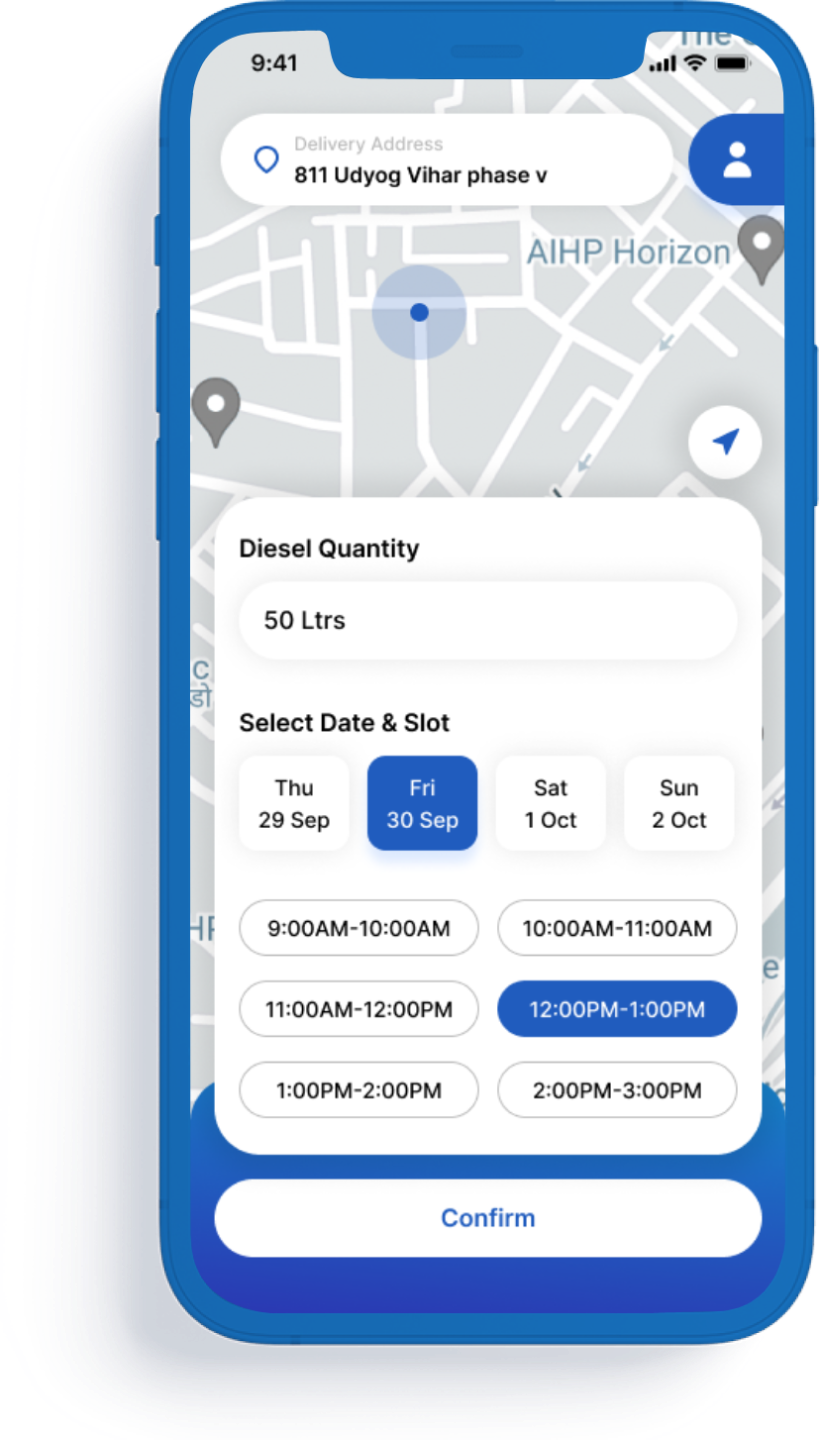 9:41
Delivery Address
811 Udyog Vihar phase v
AIHP Horizon
Diesel Quantity
50 Ltrs
Select Date & Slot
Thu
29 Sep
Fri
30 Sep
Sat
1 Oct
Sun
2 Oct
9:00AM-10:00AM
10:00AM-11:00AM
11:00AM-12:00PM
12:00PM-1:00PM
1:00PM-2:00PM
2:00PM-3:00PM
Confirm